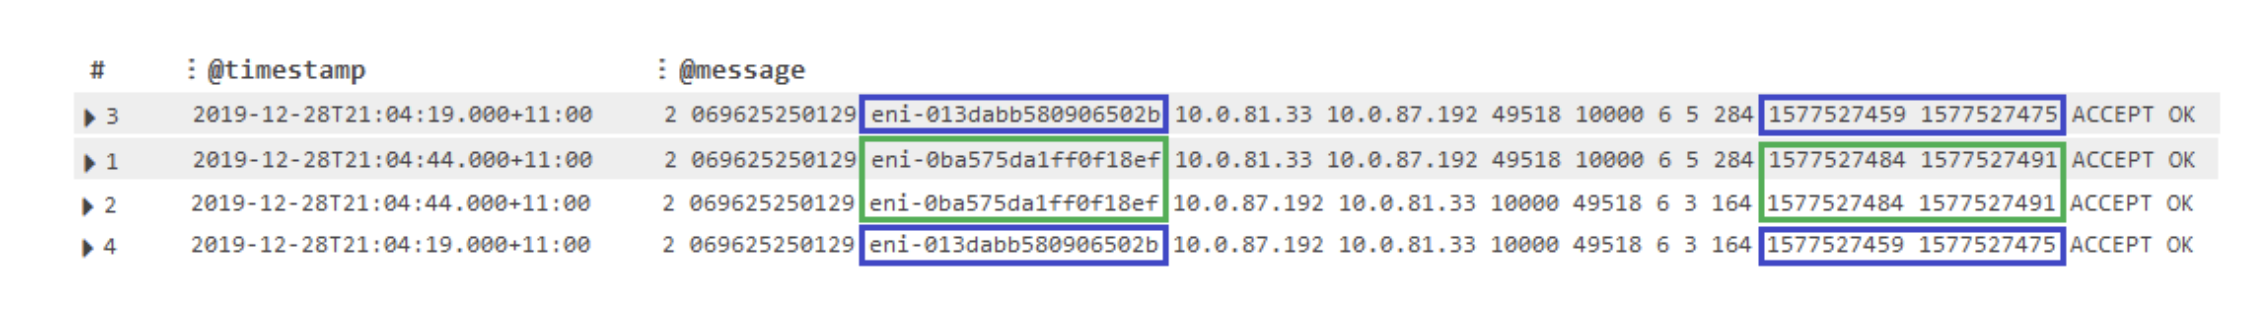 # ⋮ @timestamp ⋮ @message
▶ 3 2019-12-28T21:04:19.000+11:00 2 069625250129 eni-013dabb580906502b 10.0.81.33 10.0.87.192 49518 10000 6 5 284 1577527459 1577527475 ACCEPT OK
▶ 1 2019-12-28T21:04:44.000+11:00 2 069625250129 eni-0ba575da1ff0f18ef 10.0.81.33 10.0.87.192 49518 10000 6 5 284 1577527484 1577527491 ACCEPT OK
▶ 2 2019-12-28T21:04:44.000+11:00 2 069625250129 eni-0ba575da1ff0f18ef 10.0.87.192 10.0.81.33 10000 49518 6 3 164 1577527484 1577527491 ACCEPT OK
▶ 4 2019-12-28T21:04:19.000+11:00 2 069625250129 eni-013dabb580906502b 10.0.87.192 10.0.81.33 10000 49518 6 3 164 1577527459 1577527475 ACCEPT OK